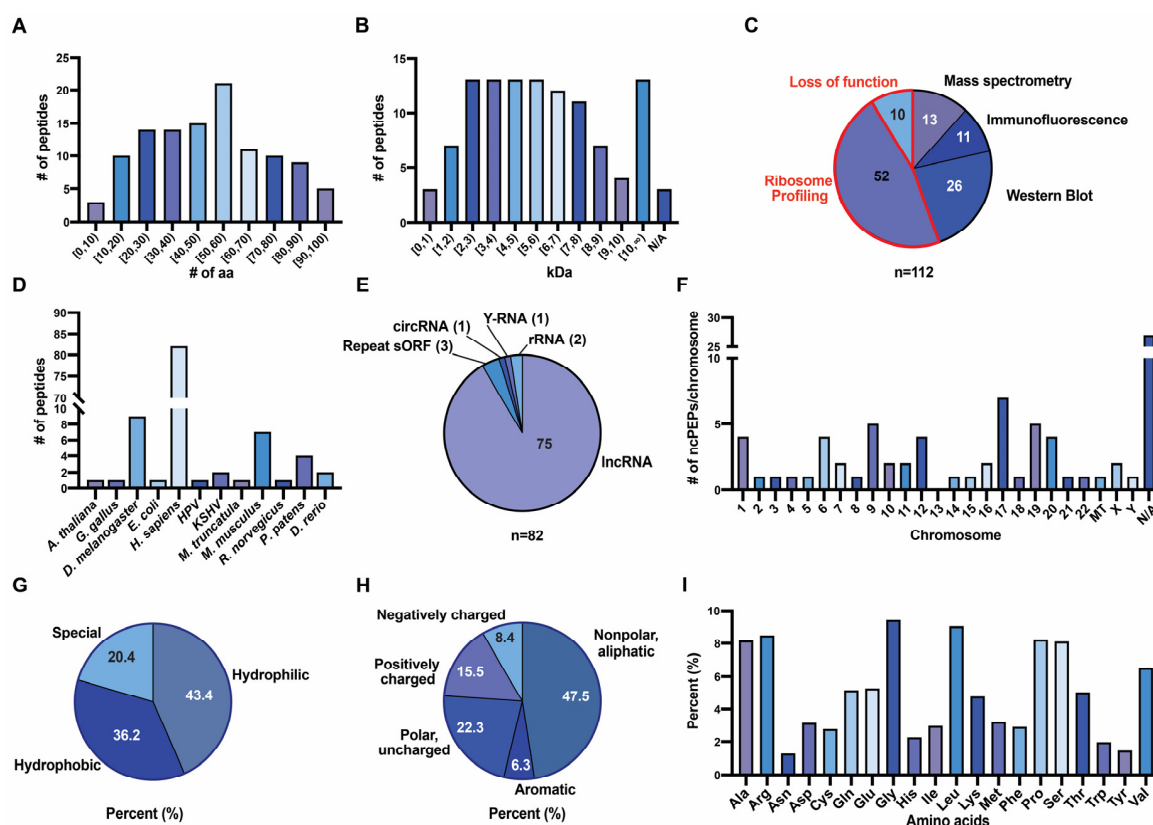 A
# of peptides
25
20
15
10
5
0
[0,10)
[10,20)
[20,30)
[30,40)
[40,50)
[50,60)
[60,70)
[70,80)
[80,90)
[90,100)
# of aa
B
# of peptides
15
10
5
0
[0,1)
[1,2)
[2,3)
[3,4)
[4,5)
[5,6)
[6,7)
[7,8)
[8,9)
[9,10)
[10,∞)
N/A
kDa
C
Loss of function
Mass spectrometry
Immunofluorescence
Western Blot
Ribosome
Profiling
10
13
11
26
52
n=112
D
# of peptides
90
85
80
75
70
10
8
6
4
2
0
A. thaliana
G. gallus
D. melanogaster
E. coli
H. sapiens
HPV
KSHV
M. truncatula
M. musculus
R. norvegicus
P. patens
D. rerio
E
Y-RNA (1)
circRNA (1)
rRNA (2)
Repeat sORF (3)
75
lncRNA
n=82
F
# of ncPEPs/chromosome
30
25
10
5
0
1
2
3
4
5
6
7
8
9
10
11
12
13
14
15
16
17
18
19
20
21
22
MT
X
Y
N/A
Chromosome
G
Special
20.4
Hydrophilic
43.4
36.2
Hydrophobic
Percent (%)
H
Negatively charged
8.4
Nonpolar,
aliphatic
47.5
Positively
charged
15.5
Polar,
uncharged
22.3
6.3
Aromatic
Percent (%)
I
Percent (%)
10
8
6
4
2
0
Ala
Arg
Asn
Asp
Cys
Gln
Glu
Gly
His
Ile
Leu
Lys
Met
Phe
Pro
Ser
Thr
Trp
Tyr
Val
Amino acids